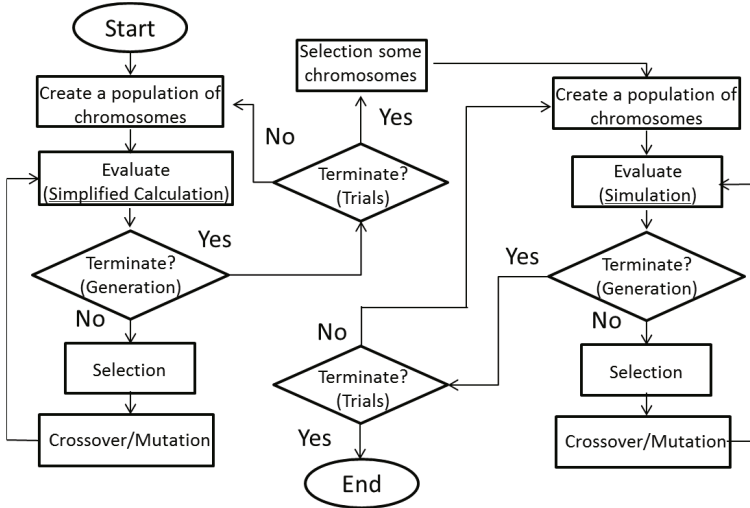 Start
Create a population of
chromosomes
Evaluate
(Simplified Calculation)
Terminate?
(Generation)
Yes
No
Selection
Crossover/Mutation
Terminate?
(Trials)
No
Yes
Selection some
chromosomes
Create a population of
chromosomes
Evaluate
(Simulation)
Terminate?
(Generation)
Yes
No
Selection
Crossover/Mutation
Terminate?
(Trials)
No
Yes
End